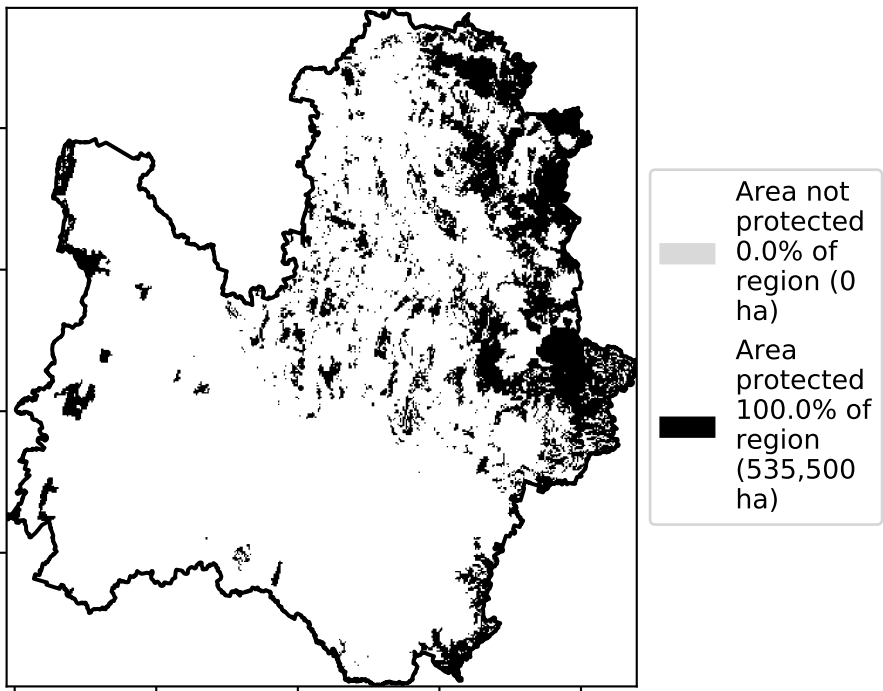 Area not
protected
0.0% of
region (0
ha)
Area
protected
100.0% of
region
(535,500
ha)